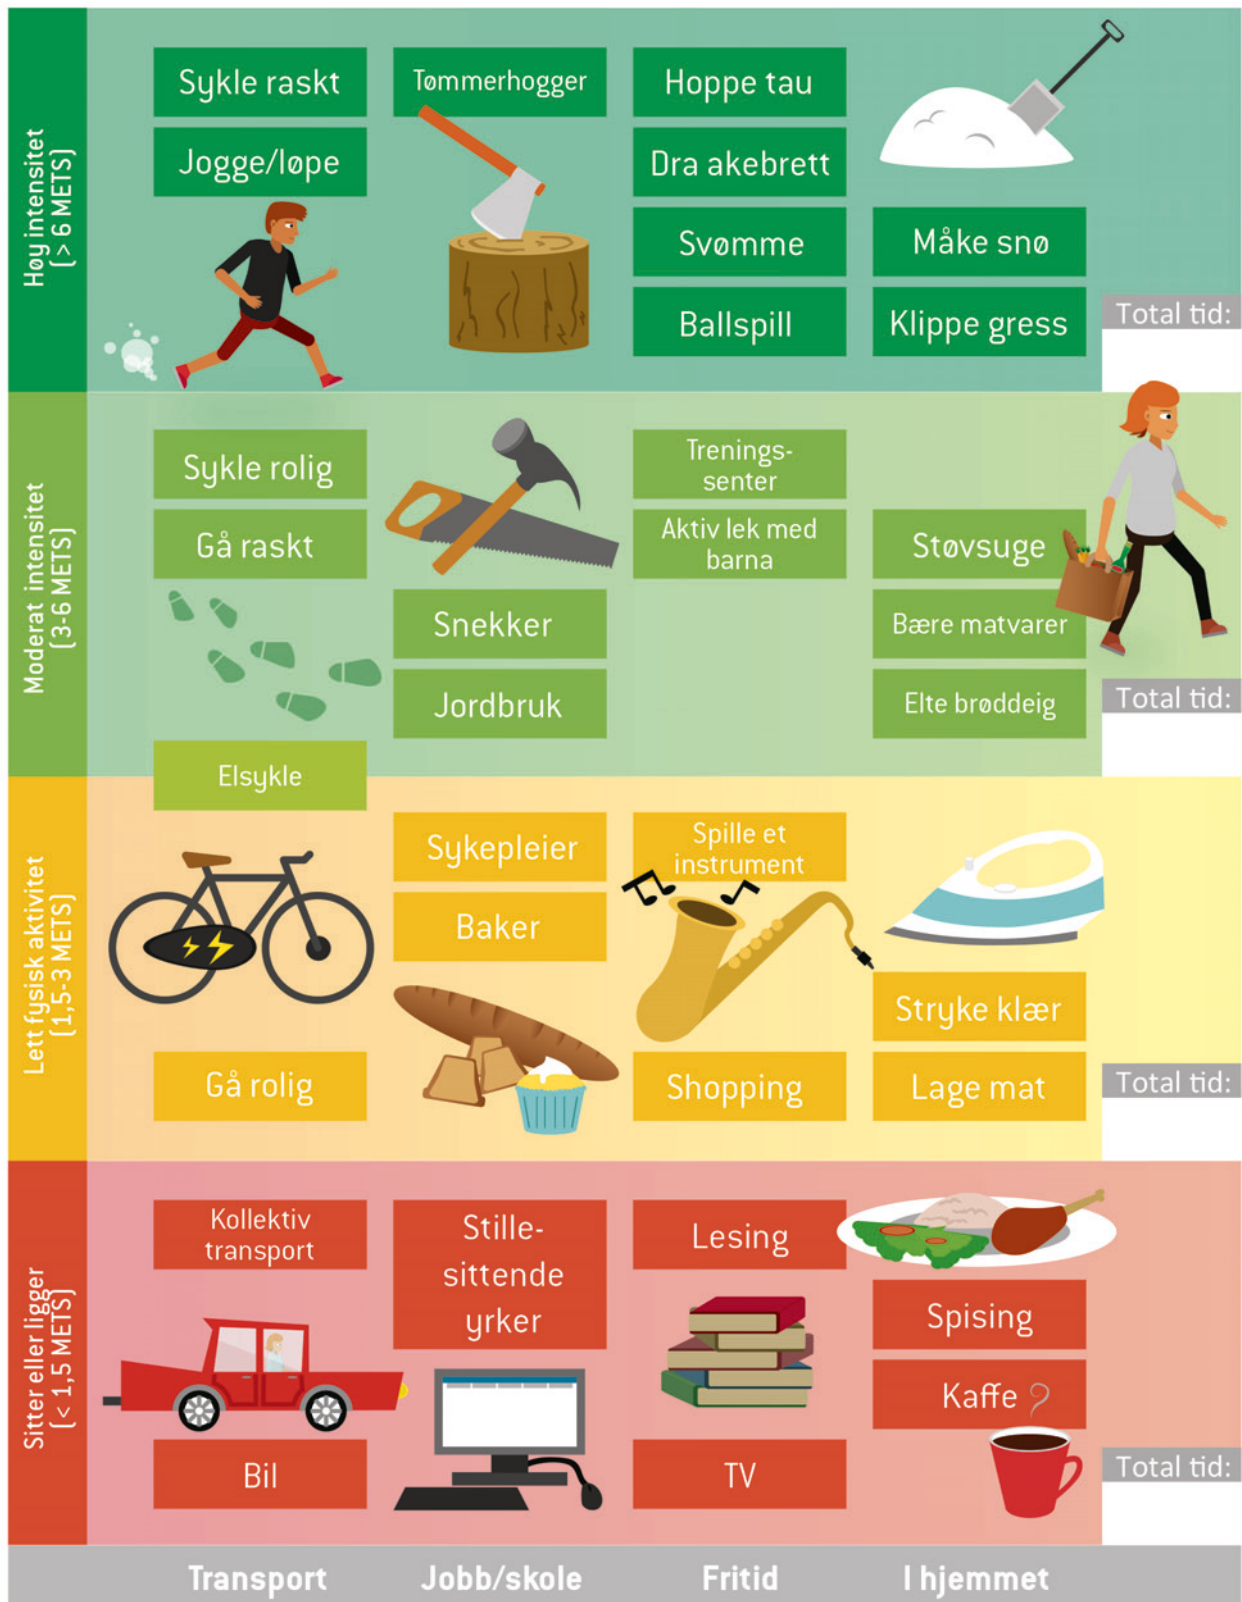 Høy intensitet
(> 6 METS)
Sykle raskt
Jogge/løpe
Tømmerhogger
Hoppe tau
Dra akebrett
Svømme
Ballspill
Måke snø
Klippe gress
Total tid:
Moderat intensitet
(3-6 METS)
Sykle rolig
Gå raskt
Snekker
Jordbruk
Trenings-
senter
Aktiv lek med
barna
Støvsuge
Bære matvarer
Elte brøddeig
Total tid:
Elsykle
Lett fysisk aktivitet
(1,5-3 METS)
Gå rolig
Sykepleier
Baker
Spille et
instrument
Shopping
Stryke klær
Lage mat
Total tid:
Sitter eller ligger
(< 1,5 METS)
Kollektiv
transport
Bil
Stille-
sittende
yrker
Lesing
TV
Spising
Kaffe
Total tid:
Transport
Jobb/skole
Fritid
I hjemmet